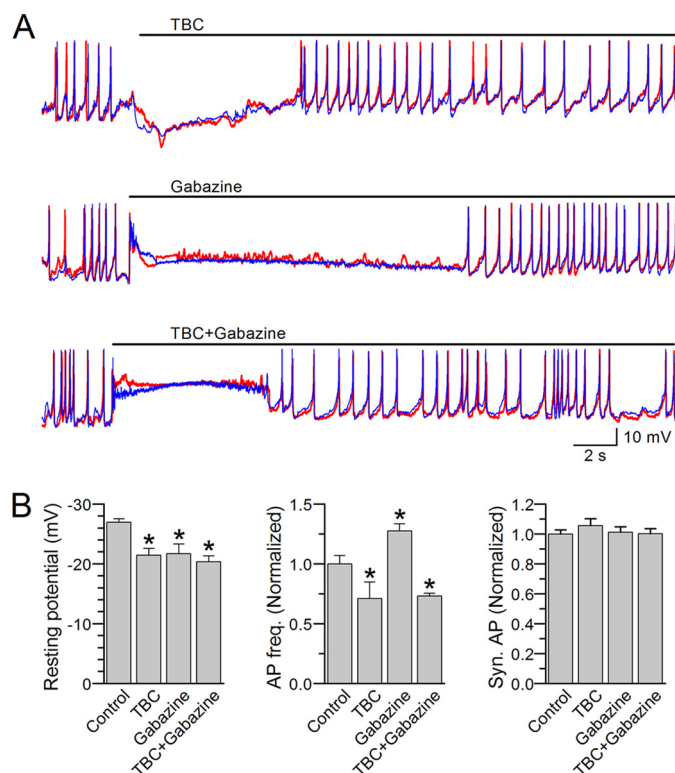 A
TBC
Gabazine
TBC+Gabazine
10 mV
2 s
B
Resting potential (mV)
-30
-20
-10
0
Control
TBC
Gabazine
TBC+Gabazine
*
*
*
AP freq. (Normalized)
1.5
1.0
0.5
0.0
Control
TBC
Gabazine
TBC+Gabazine
*
*
*
Syn. AP (Normalized)
1.2
1.0
0.8
0.6
0.4
0.2
0.0
Control
TBC
Gabazine
TBC+Gabazine